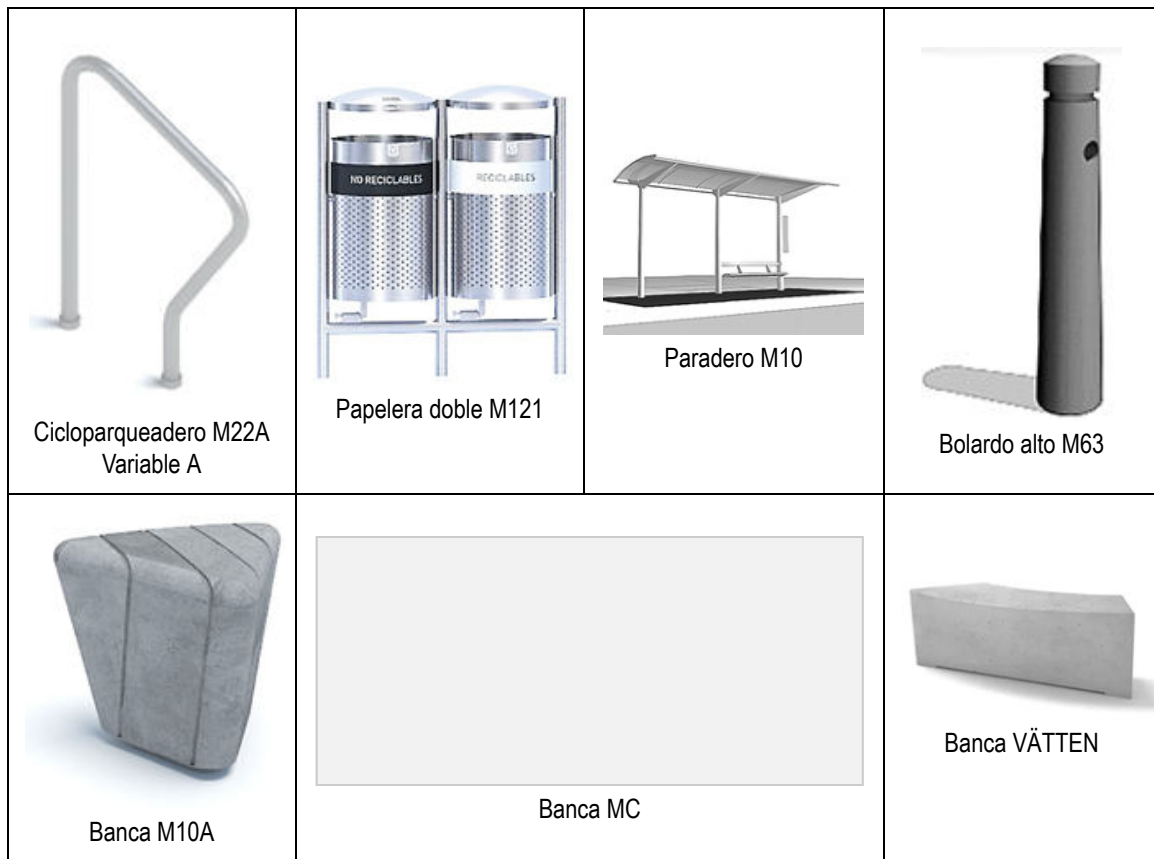 NO RECICLABLES
RECICLABLES
Cicloparqueadero M22A
Variable A
Papelera doble M121
Paradero M10
Bolardo alto M63
Banca M10A
Banca MC
Banca VÄTTEN